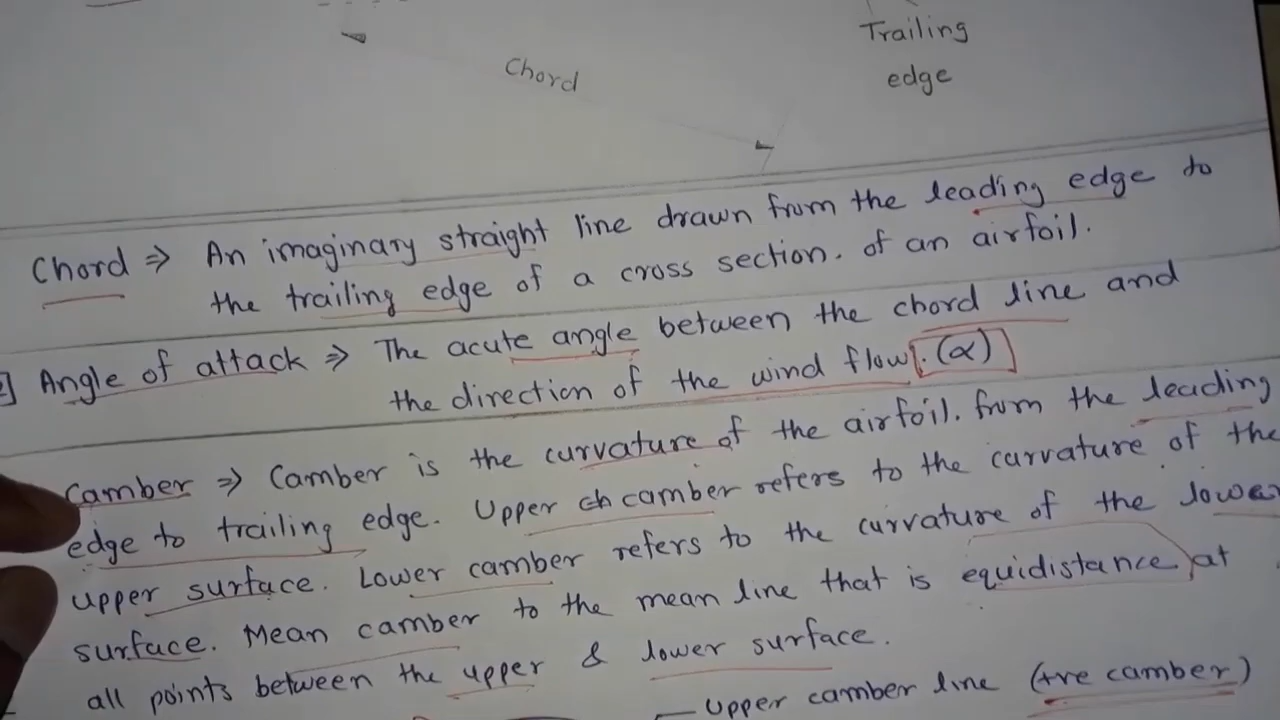 Trailing
edge
Chord
Chord ⇒ An imaginary straight line drawn from the leading edge to
the trailing edge of a cross section. of an airfoil.
Angle of attack ⇒ The acute angle between the chord line and
the direction of the wind flow. (α)
Camber ⇒ Camber is the curvature of the airfoil. from the leading
edge to trailing edge. Upper ch camber refers to the curvature of the
upper surface. Lower camber refers to the curvature of the lower
surface. Mean camber to the mean line that is equidistance at
all points between the upper & lower surface.
Upper camber line (+ve camber)